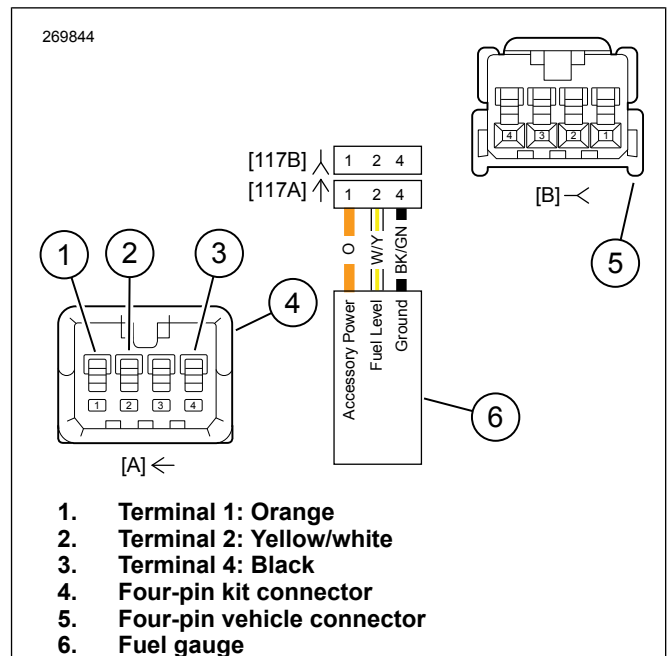 269844
4 3 2 1
[B]
5
[117B] 1 2 4
[117A] 1 2 4
O
W/Y
BK/GN
Accessory Power
Fuel Level
Ground
6
1 2 3
4
1 2 3 4
[A]
1. Terminal 1: Orange
2. Terminal 2: Yellow/white
3. Terminal 4: Black
4. Four-pin kit connector
5. Four-pin vehicle connector
6. Fuel gauge